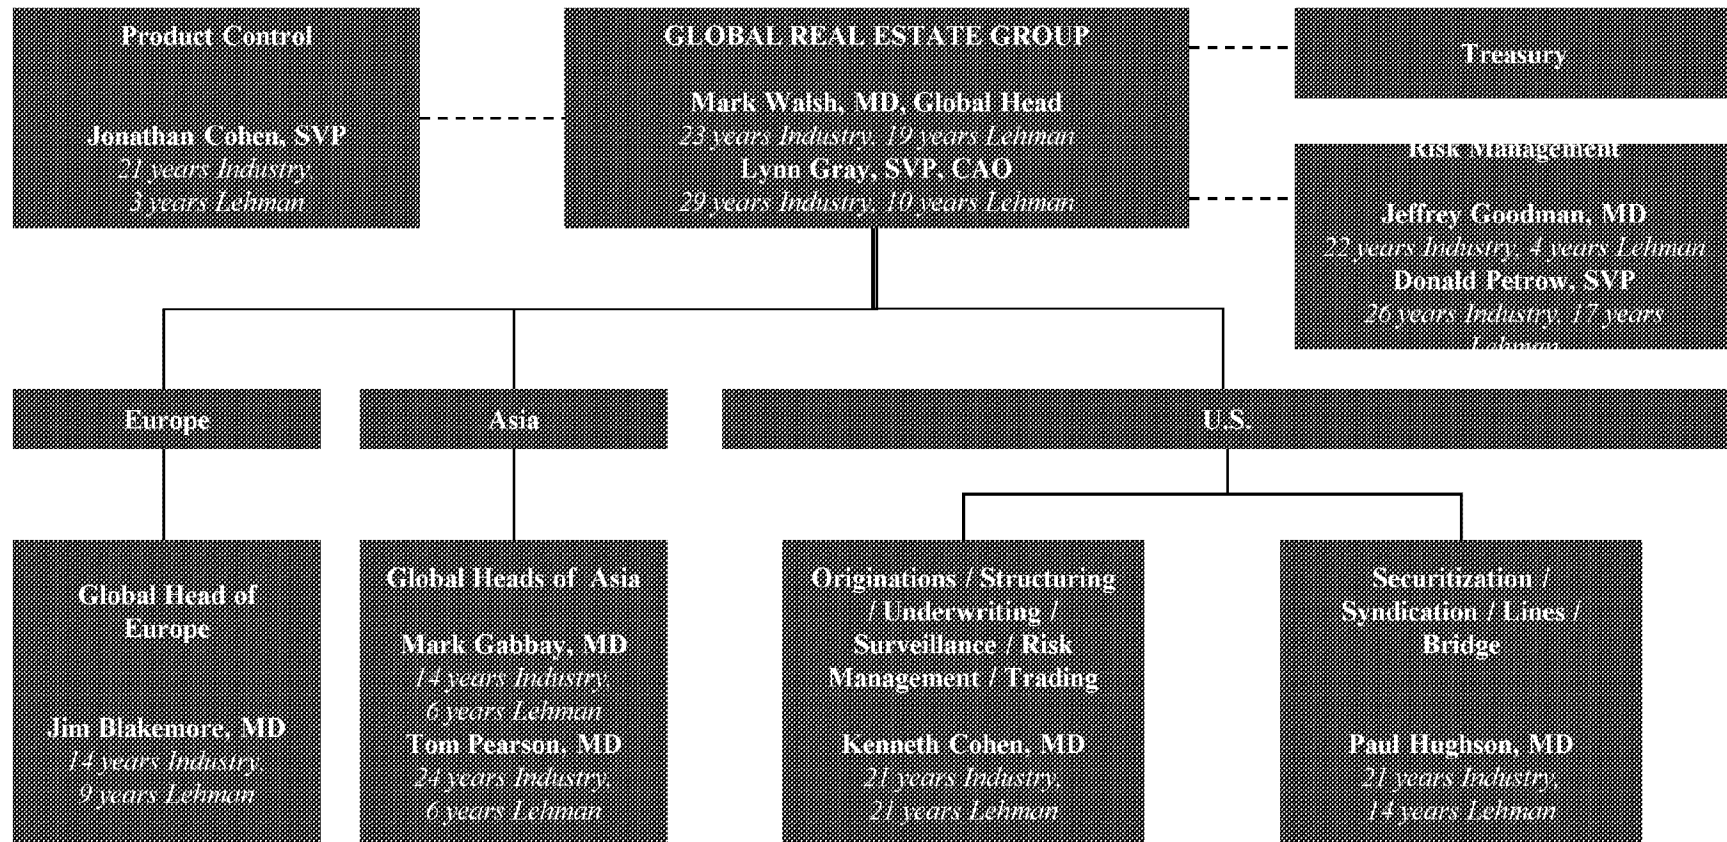 Product Control
Jonathan Cohen, SVP
21 years Industry,
3 years Lehman
GLOBAL REAL ESTATE GROUP
Mark Walsh, MD, Global Head
23 years Industry, 19 years Lehman
Lynn Gray, SVP, CAO
29 years Industry, 10 years Lehman
Treasury
Risk Management
Jeffrey Goodman, MD
22 years Industry, 4 years Lehman
Donald Petrow, SVP
26 years Industry, 17 years
Lehman
Europe
Asia
U.S.
Global Head of
Europe
Jim Blakemore, MD
14 years Industry,
9 years Lehman
Global Heads of Asia
Mark Gabbay, MD
14 years Industry,
6 years Lehman
Tom Pearson, MD
24 years Industry,
6 years Lehman
Originations / Structuring
/ Underwriting /
Surveillance / Risk
Management / Trading
Kenneth Cohen, MD
21 years Industry,
21 years Lehman
Securitization /
Syndication / Lines /
Bridge
Paul Hughson, MD
21 years Industry,
14 years Lehman